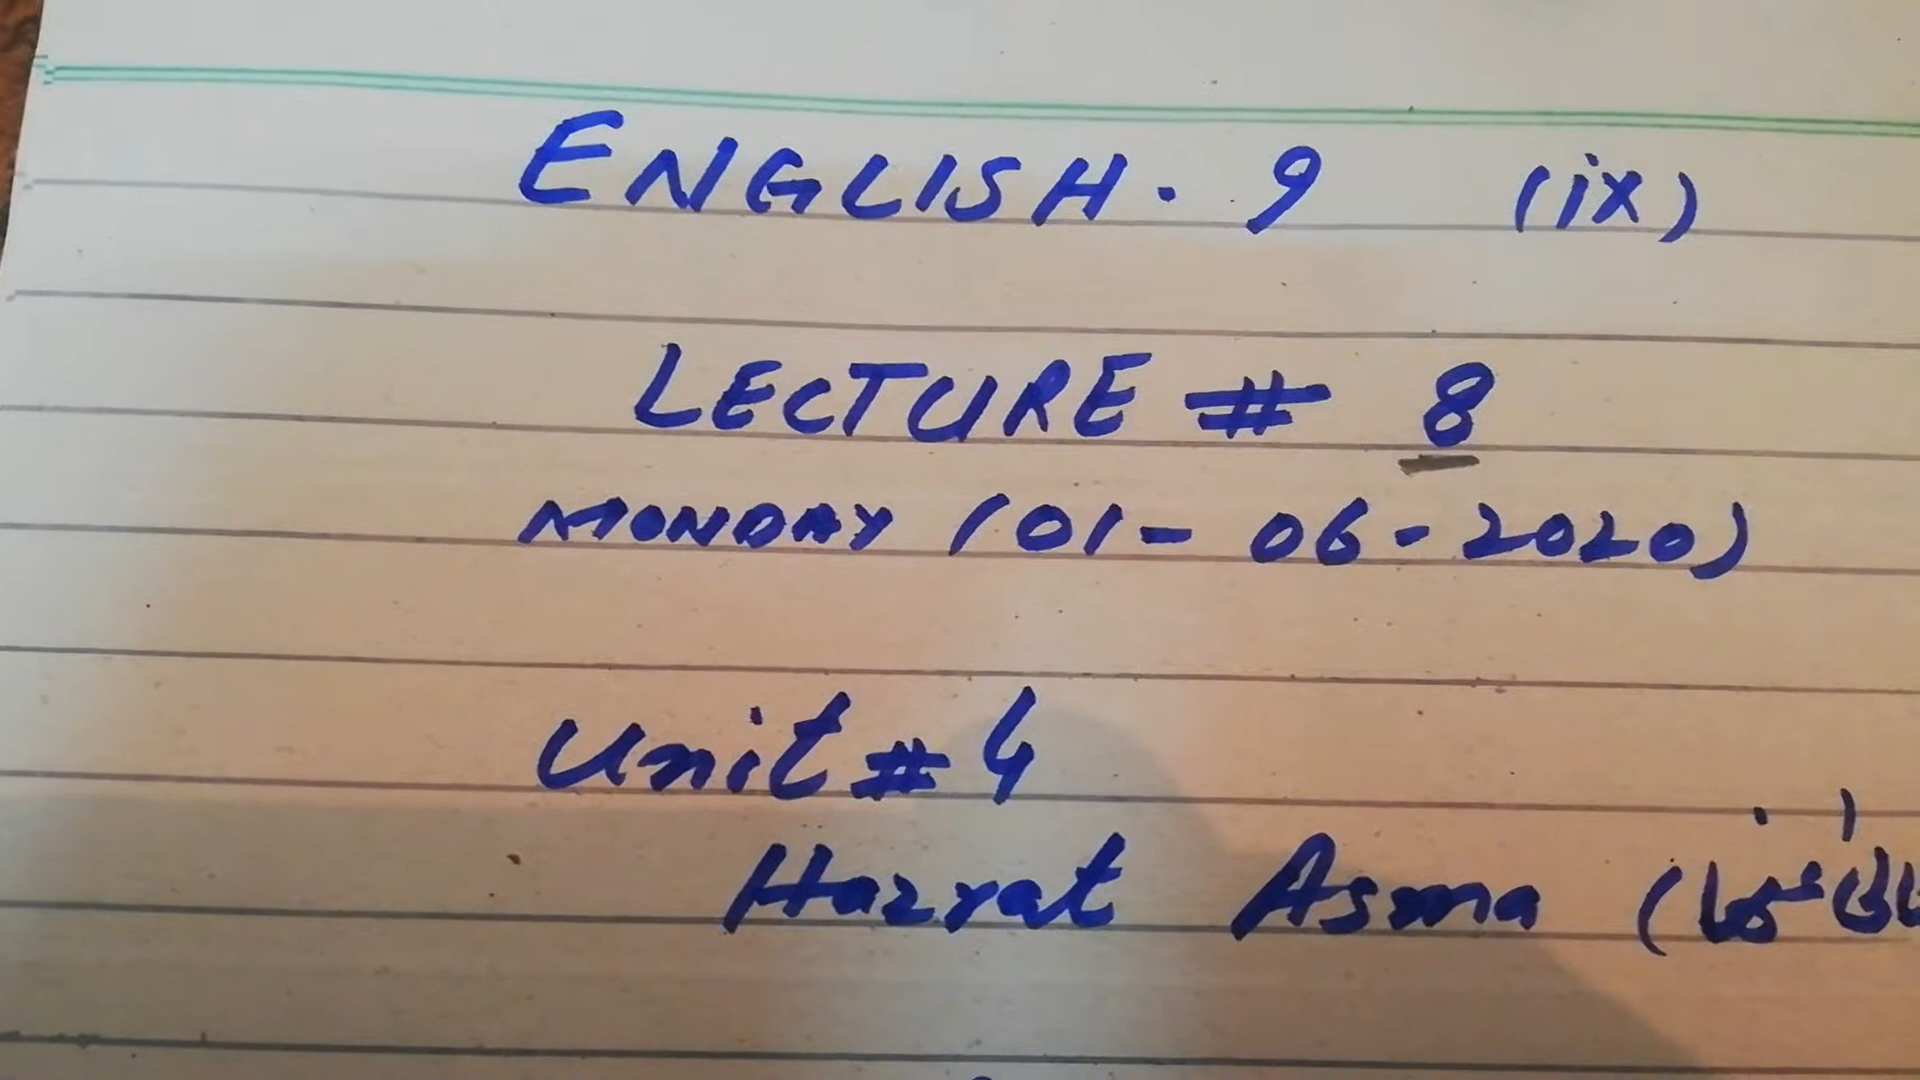 ENGLISH. 9 (ix)
LECTURE # 8
MONDAY (01-06-2020)
Unit # 4
Hazrat Asma (